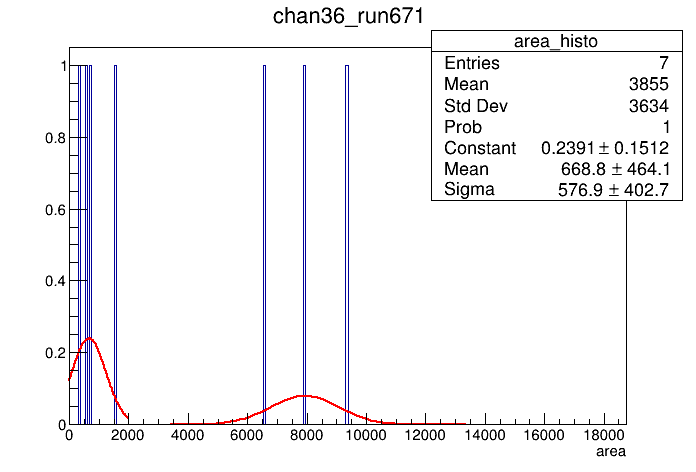 chan36_run671
area_histo
Entries 7
Mean 3855
Std Dev 3634
Prob 1
Constant 0.2391 ± 0.1512
Mean 668.8 ± 464.1
Sigma 576.9 ± 402.7
1
0.8
0.6
0.4
0.2
0
0 2000 4000 6000 8000 10000 12000 14000 16000 18000
area